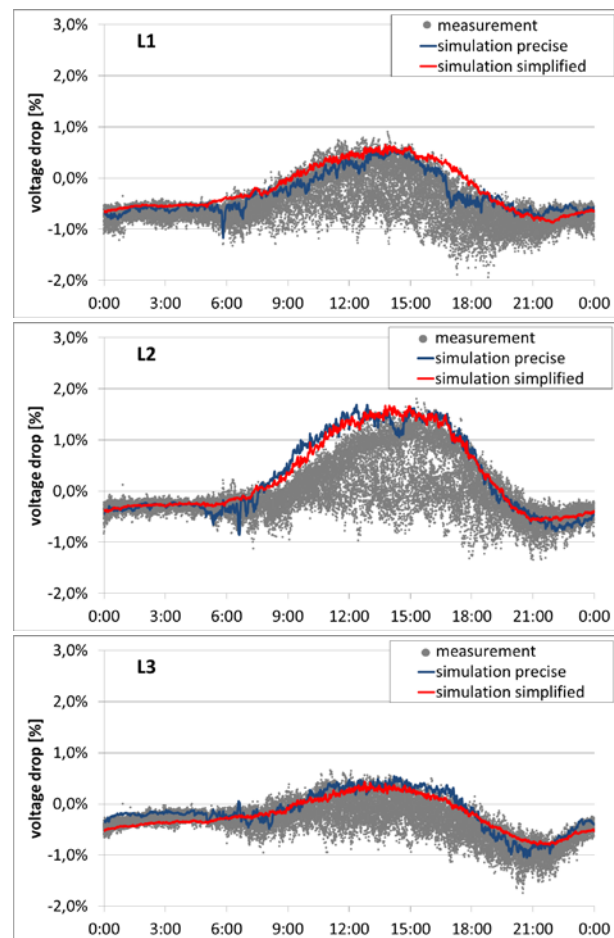 3,0%
L1
measurement
simulation precise
simulation simplified
2,0%
1,0%
0,0%
-1,0%
-2,0%
voltage drop [%]
0:00 3:00 6:00 9:00 12:00 15:00 18:00 21:00 0:00
3,0%
L2
measurement
simulation precise
simulation simplified
2,0%
1,0%
0,0%
-1,0%
-2,0%
voltage drop [%]
0:00 3:00 6:00 9:00 12:00 15:00 18:00 21:00 0:00
3,0%
L3
measurement
simulation precise
simulation simplified
2,0%
1,0%
0,0%
-1,0%
-2,0%
voltage drop [%]
0:00 3:00 6:00 9:00 12:00 15:00 18:00 21:00 0:00